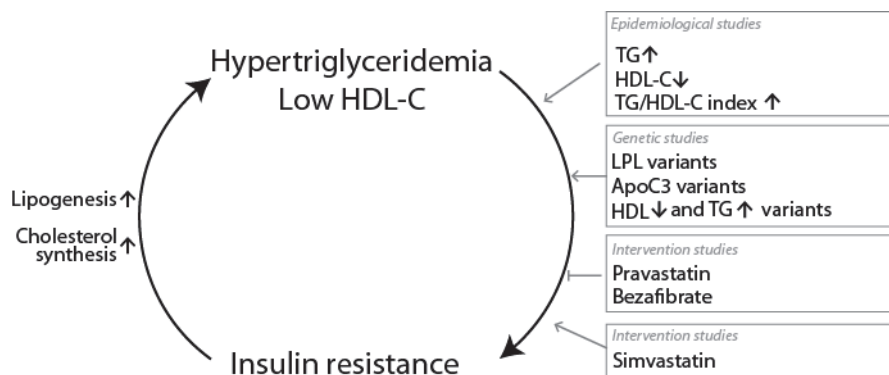 Hypertriglyceridemia
Low HDL-C
Lipogenesis ↑
Cholesterol ↑
synthesis
Insulin resistance
Epidemiological studies
TG↑
HDL-C↓
TG/HDL-C index ↑
Genetic studies
LPL variants
ApoC3 variants
HDL↓ and TG↑ variants
Intervention studies
Pravastatin
Bezafibrate
Intervention studies
Simvastatin